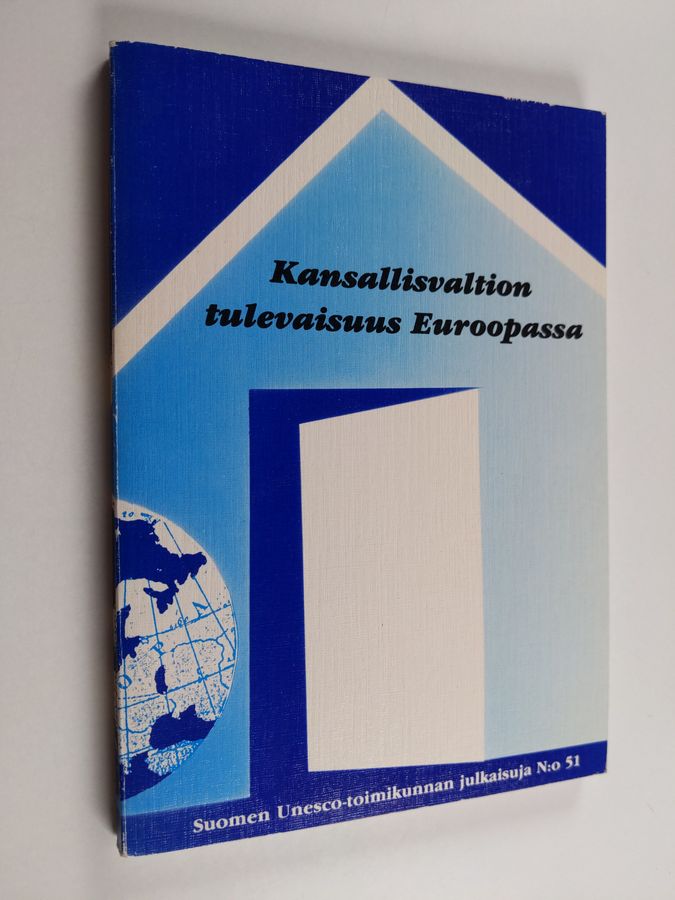 Kansallisvaltion
tulevaisuus Euroopassa
Suomen Unesco-toimikunnan julkaisuja N:o 51